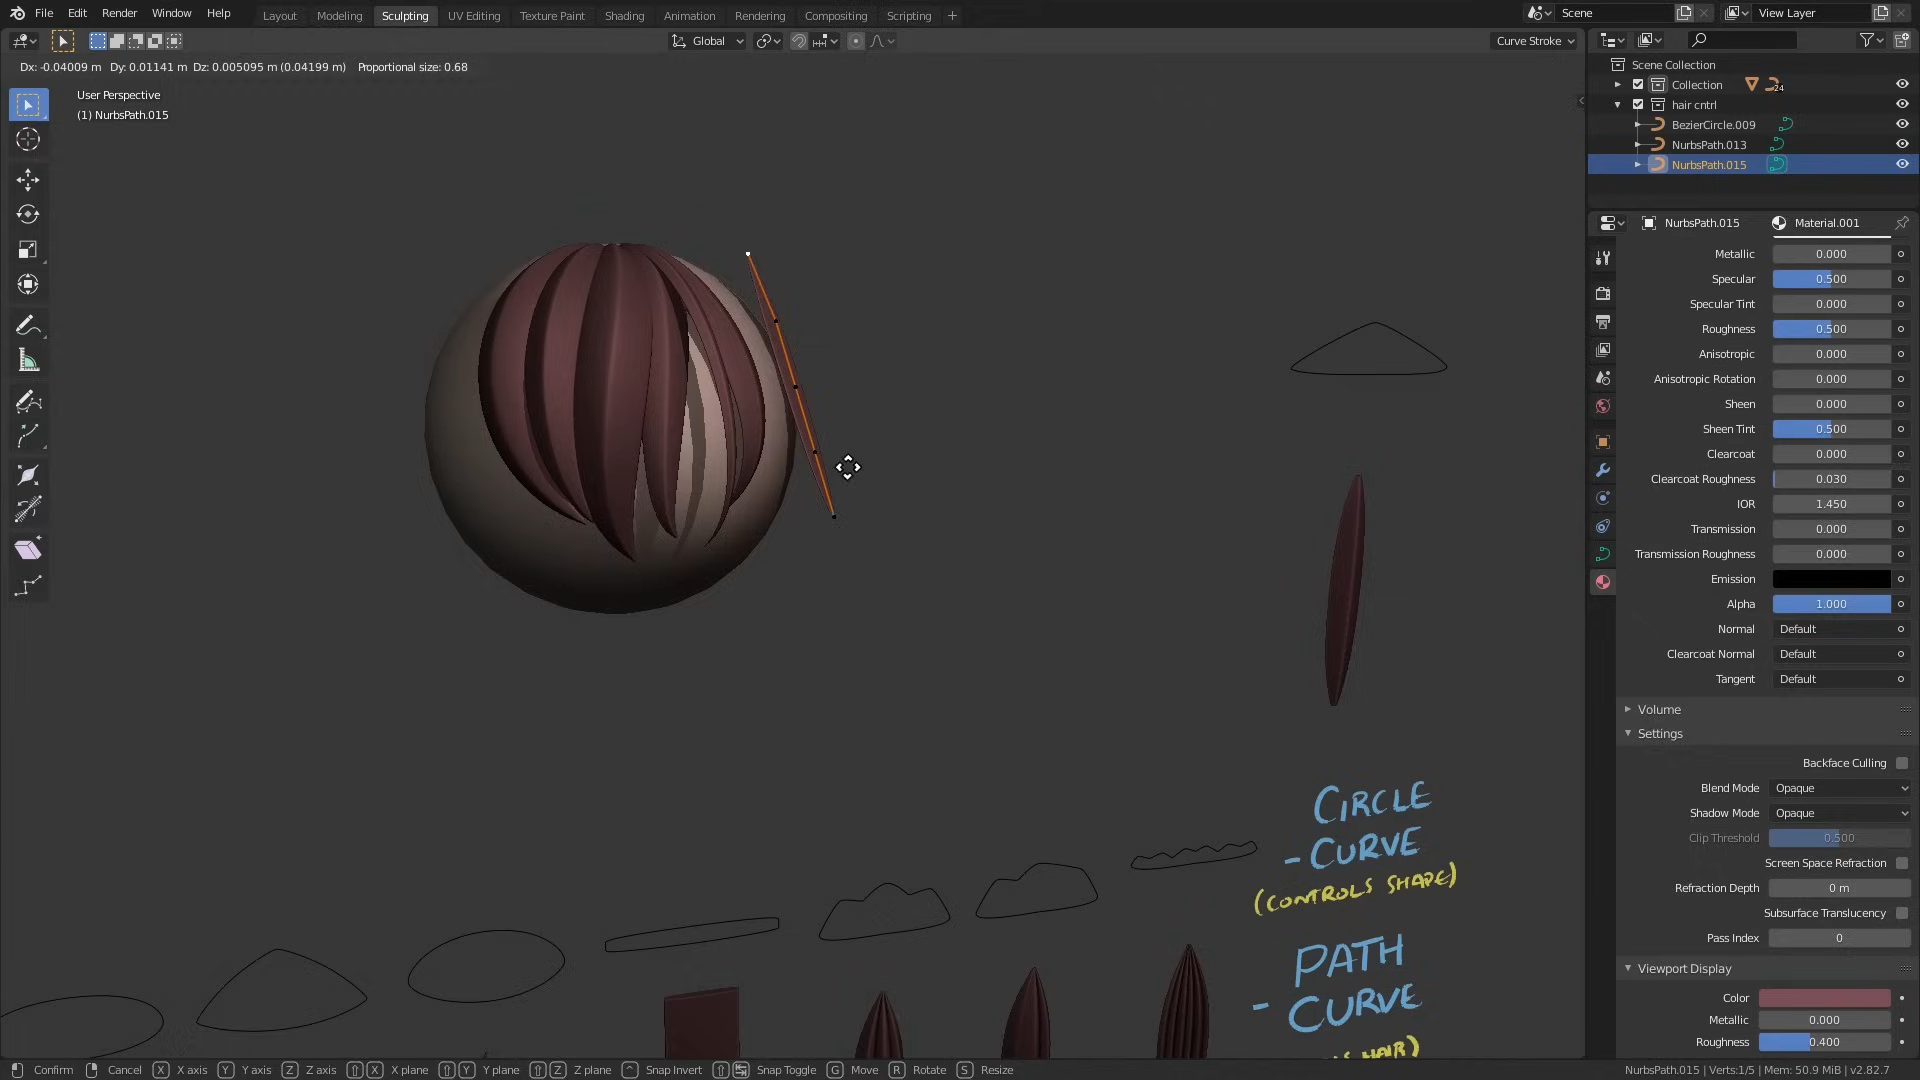 File Edit Render Window Help Layout Modeling Sculpting UV Editing Texture Paint Shading Animation Rendering Compositing Scripting + Scene View Layer
Global Curve Stroke
Dx: -0.04009 m Dy: 0.01141 m Dz: 0.005095 m (0.04199 m) Proportional size: 0.68
User Perspective
(1) NurbsPath.015
Scene Collection
Collection 24
hair cntrl
BezierCircle.009
NurbsPath.013
NurbsPath.015
NurbsPath.015 Material.001
Metallic 0.000
Specular 0.500
Specular Tint 0.000
Roughness 0.500
Anisotropic 0.000
Anisotropic Rotation 0.000
Sheen 0.000
Sheen Tint 0.500
Clearcoat 0.000
Clearcoat Roughness 0.030
IOR 1.450
Transmission 0.000
Transmission Roughness 0.000
Emission
Alpha 1.000
Normal Default
Clearcoat Normal Default
Tangent Default
Volume
Settings
Backface Culling
Blend Mode Opaque
Shadow Mode Opaque
Clip Threshold 0.500
Screen Space Refraction
Refraction Depth 0 m
Subsurface Translucency
Pass Index 0
Viewport Display
Color
Metallic 0.000
Roughness 0.400
CIRCLE
- CURVE
(CONTROLS SHAPE)
PATH
- CURVE
HAIR)
Confirm Cancel X X axis Y Y axis Z Z axis X X plane Y Y plane Z Z plane Snap Invert Snap Toggle G Move R Rotate S Resize NurbsPath.015 | Verts:1/5 | Mem: 50.9 MiB | v2.82.7